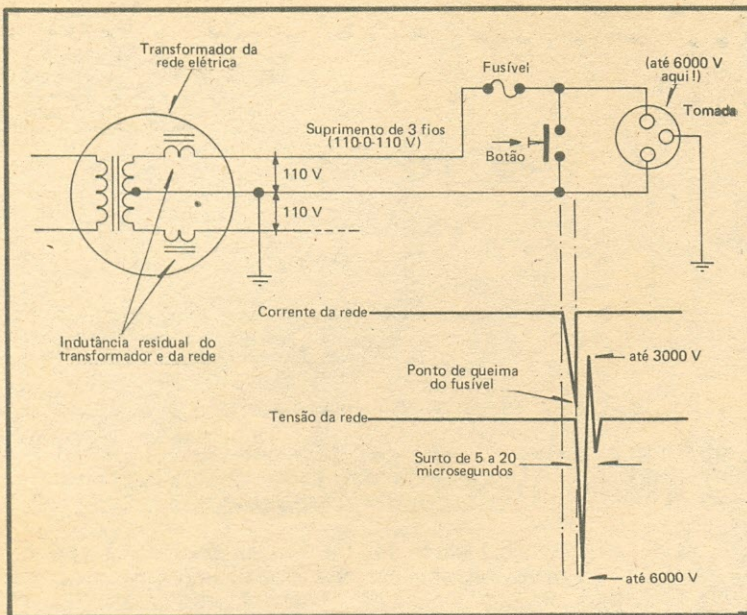 Transformador da
rede elétrica
Fusível
(até 6000 V
aqui!)
Tomada
Suprimento de 3 fios
(110-0-110 V)
Botão
110 V
110 V
Indutância residual do
transformador e da rede
Corrente da rede
até 3000 V
Ponto de queima
do fusível
Tensão da rede
Surto de 5 a 20
microsegundos
até 6000 V